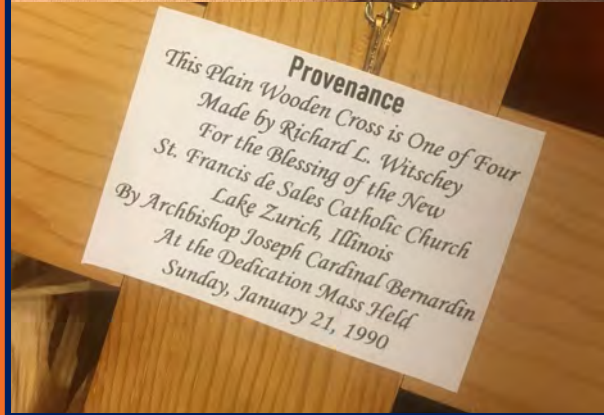 Provenance
This Plain Wooden Cross is One of Four
Made by Richard L. Witschey
For the Blessing of the New
St. Francis de Sales Catholic Church
Lake Zurich, Illinois
By Archbishop Joseph Cardinal Bernardin
At the Dedication Mass Held
Sunday, January 21, 1990